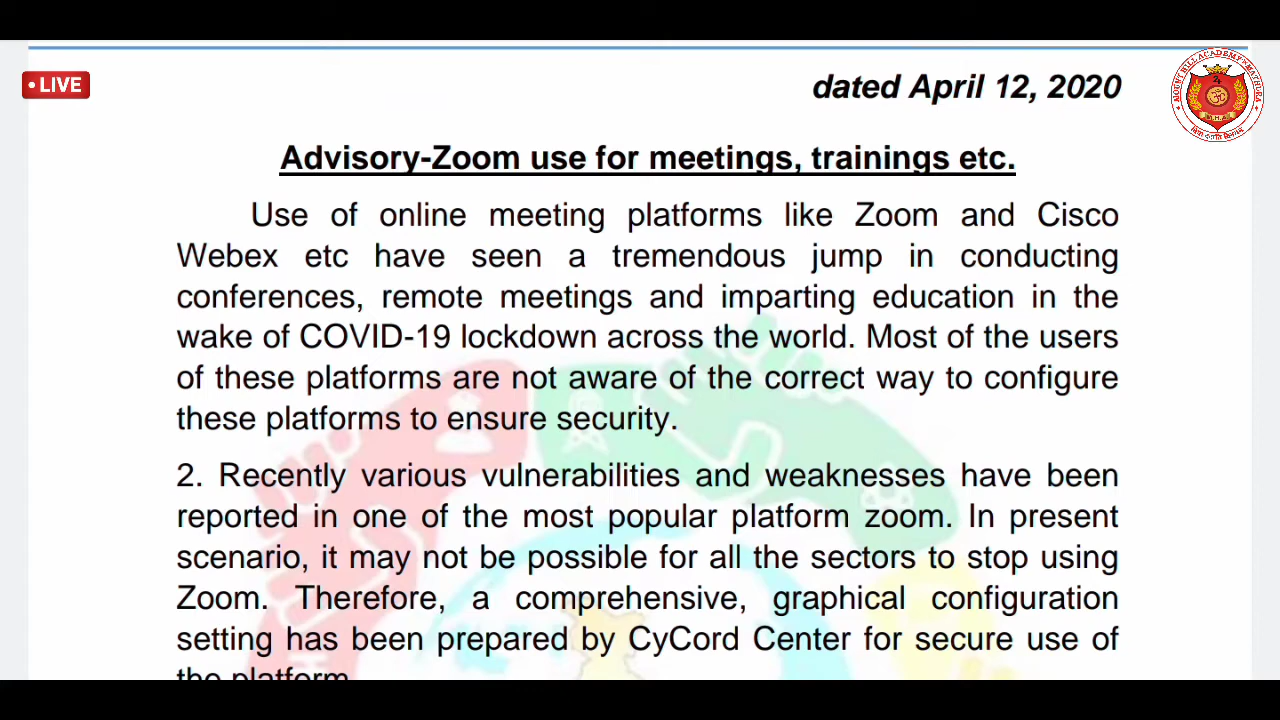 dated April 12, 2020
• LIVE
MOUNT HILL ACADEMY MATHURA
Advisory-Zoom use for meetings, trainings etc.
Use of online meeting platforms like Zoom and Cisco
Webex etc have seen a tremendous jump in conducting
conferences, remote meetings and imparting education in the
wake of COVID-19 lockdown across the world. Most of the users
of these platforms are not aware of the correct way to configure
these platforms to ensure security.
2. Recently various vulnerabilities and weaknesses have been
reported in one of the most popular platform zoom. In present
scenario, it may not be possible for all the sectors to stop using
Zoom. Therefore, a comprehensive, graphical configuration
setting has been prepared by CyCord Center for secure use of
the platform